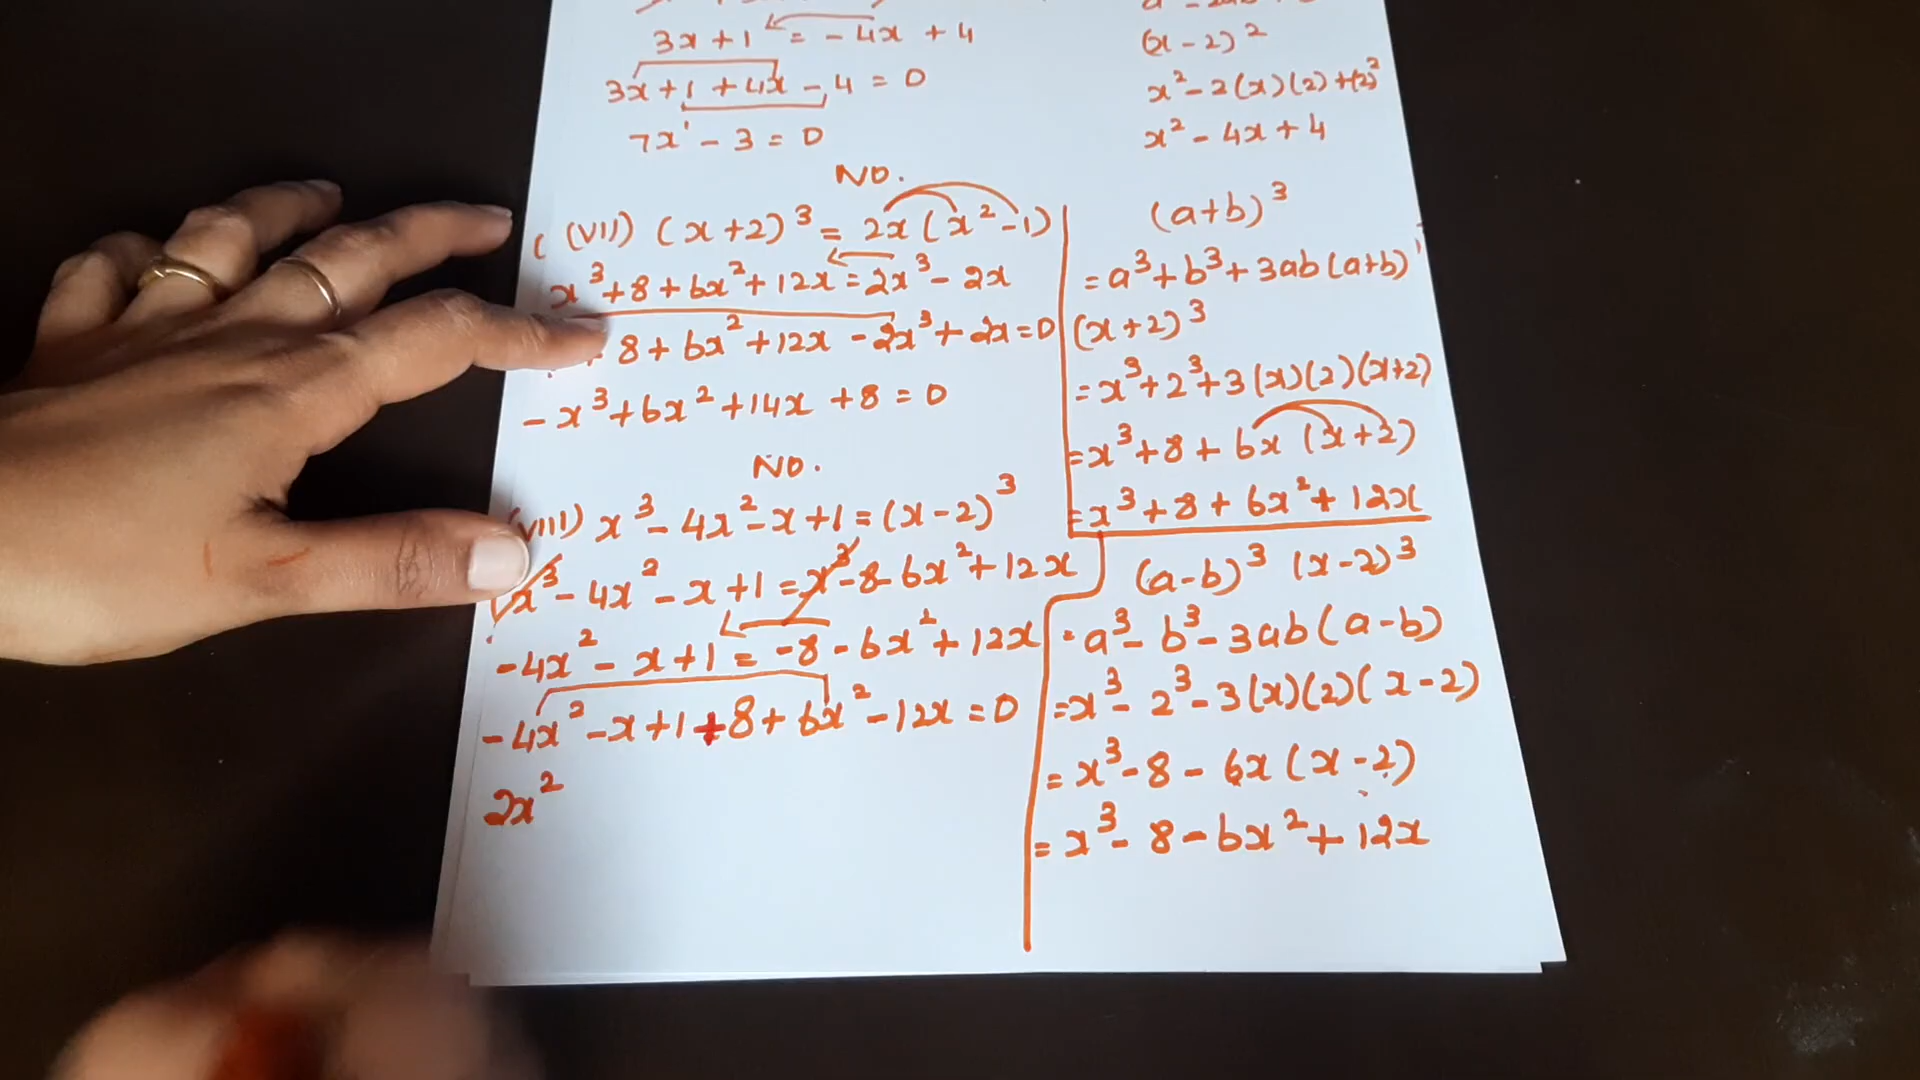 3x + 1 = - 4x + 4
3x + 1 + 4x - 4 = 0
7x - 3 = 0
NO.
(VII) (x + 2)³ = 2x (x² - 1)
x³ + 8 + 6x² + 12x = 2x³ - 2x
8 + 6x² + 12x - 2x³ + 2x = 0
- x³ + 6x² + 14x + 8 = 0
NO.
(VIII) x³ - 4x² - x + 1 = (x - 2)³
x³ - 4x² - x + 1 = x³ - 8 - 6x² + 12x
- 4x² - x + 1 = - 8 - 6x² + 12x
- 4x² - x + 1 + 8 + 6x² - 12x = 0
2x²
(x - 2)²
x² - 2(x)(2) + (2)²
x² - 4x + 4
(a + b)³
= a³ + b³ + 3ab (a + b)
(x + 2)³
= x³ + 2³ + 3 (x)(2)(x + 2)
= x³ + 8 + 6x (x + 2)
= x³ + 8 + 6x² + 12x
(a - b)³ (x - 2)³
= a³ - b³ - 3ab (a - b)
= x³ - 2³ - 3 (x)(2)(x - 2)
= x³ - 8 - 6x (x - 2)
= x³ - 8 - 6x² + 12x